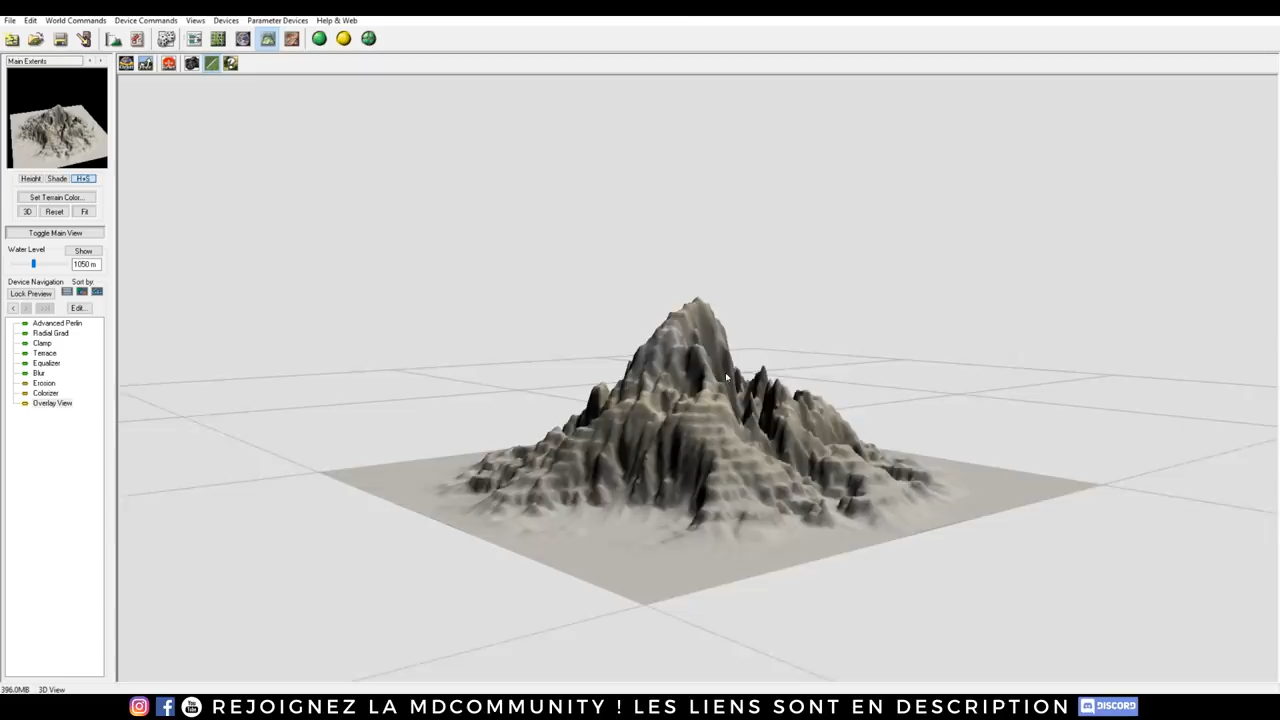 File Edit World Commands Device Commands Views Devices Parameter Devices Help & Web
Main Extents
Height Shade H+S
Set Terrain Color...
3D Reset Fit
Toggle Main View
Water Level Show
1050 m
Device Navigation Sort by:
Lock Preview
Edit...
Advanced Perlin
Radial Grad
Clamp
Terrace
Equalizer
Blur
Erosion
Colorizer
Overlay View
396.0MB 3D View
REJOIGNEZ LA MDCOMMUNITY ! LES LIENS SONT EN DESCRIPTION DISCORD